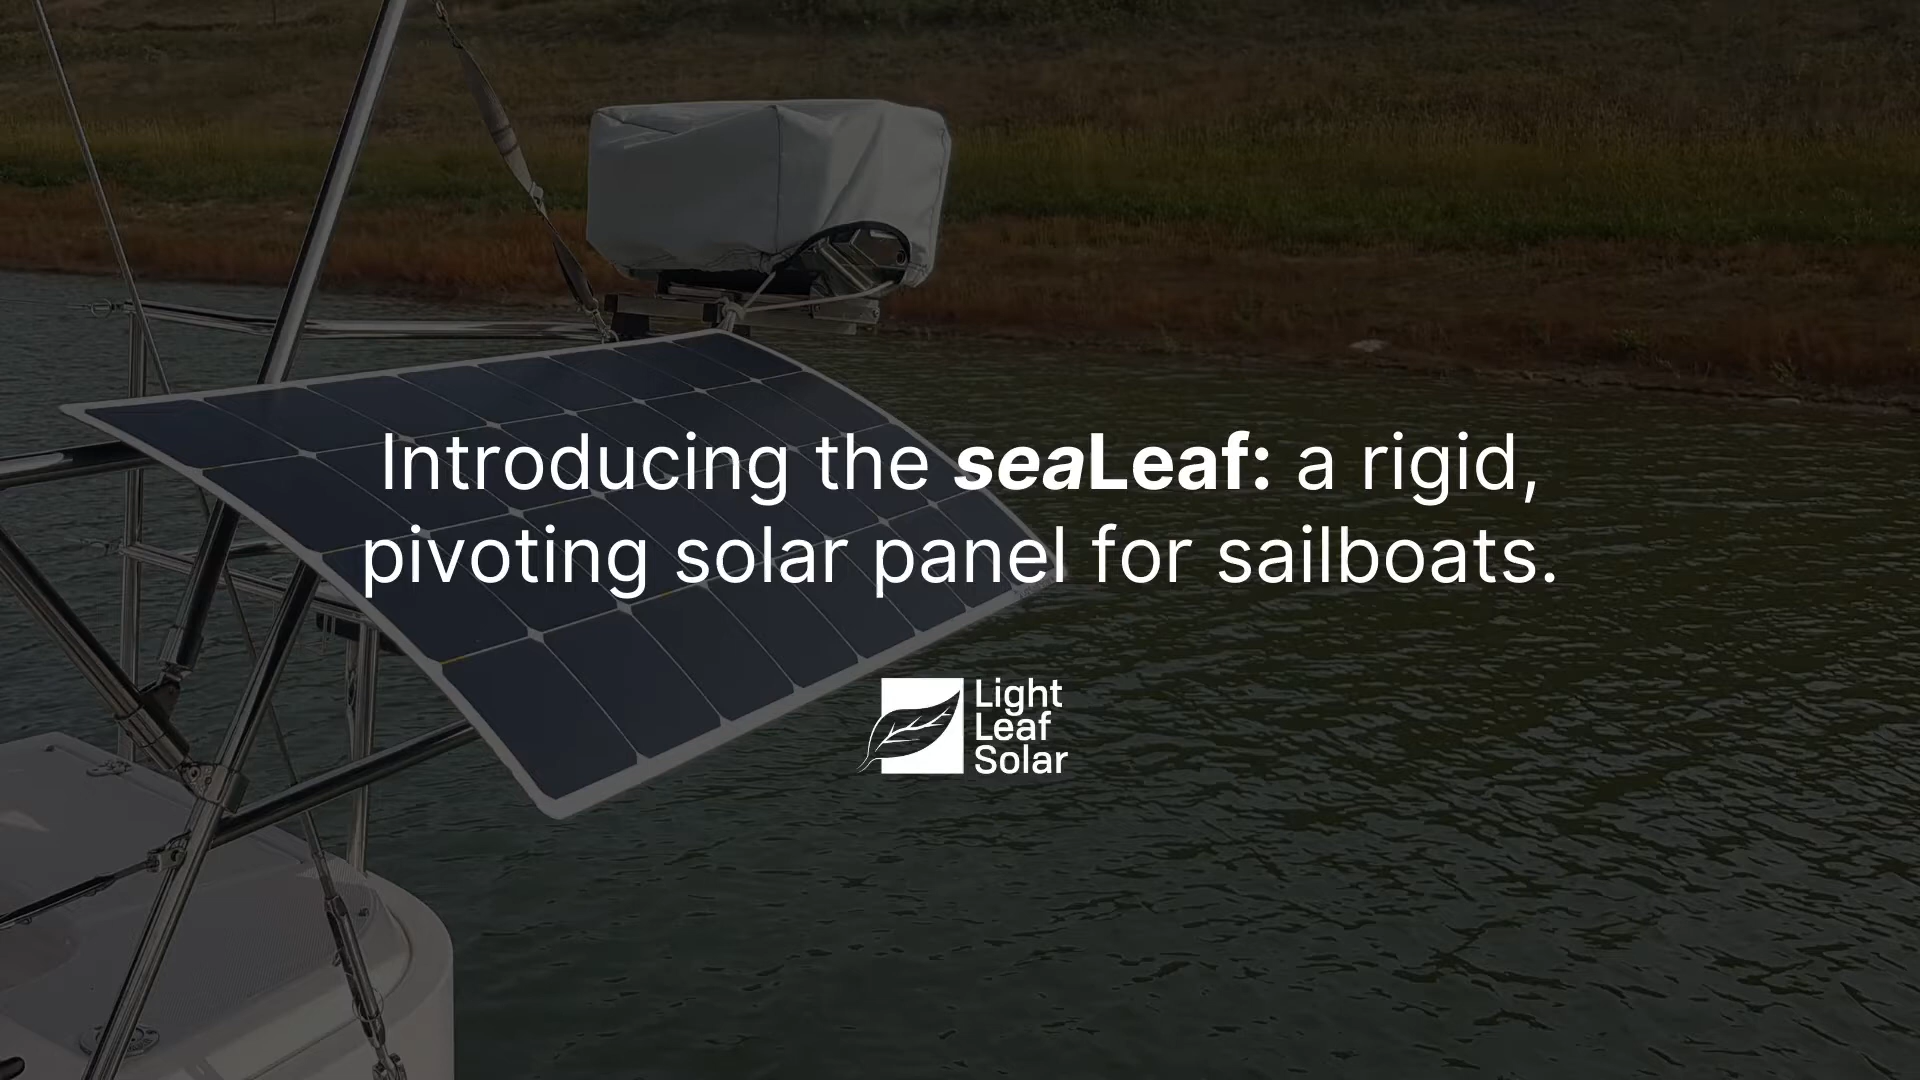 Introducing the seaLeaf: a rigid,
pivoting solar panel for sailboats.
Light
Leaf
Solar